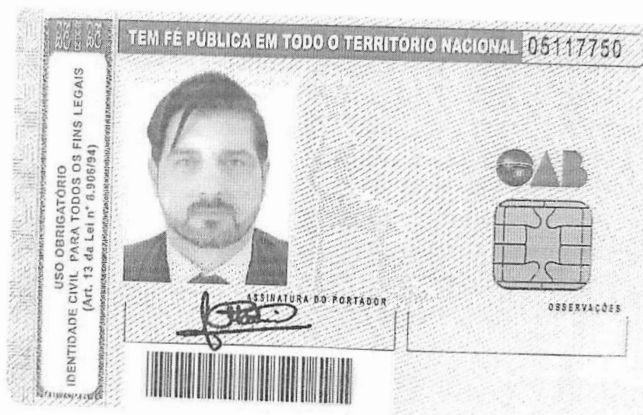 TEM FÉ PÚBLICA EM TODO O TERRITÓRIO NACIONAL 05117750
USO OBRIGATÓRIO
IDENTIDADE CIVIL PARA TODOS OS FINS LEGAIS
(Art. 13 da Lei nº 8.906/94)
OAB
ASSINATURA DO PORTADOR
OBSERVAÇÕES